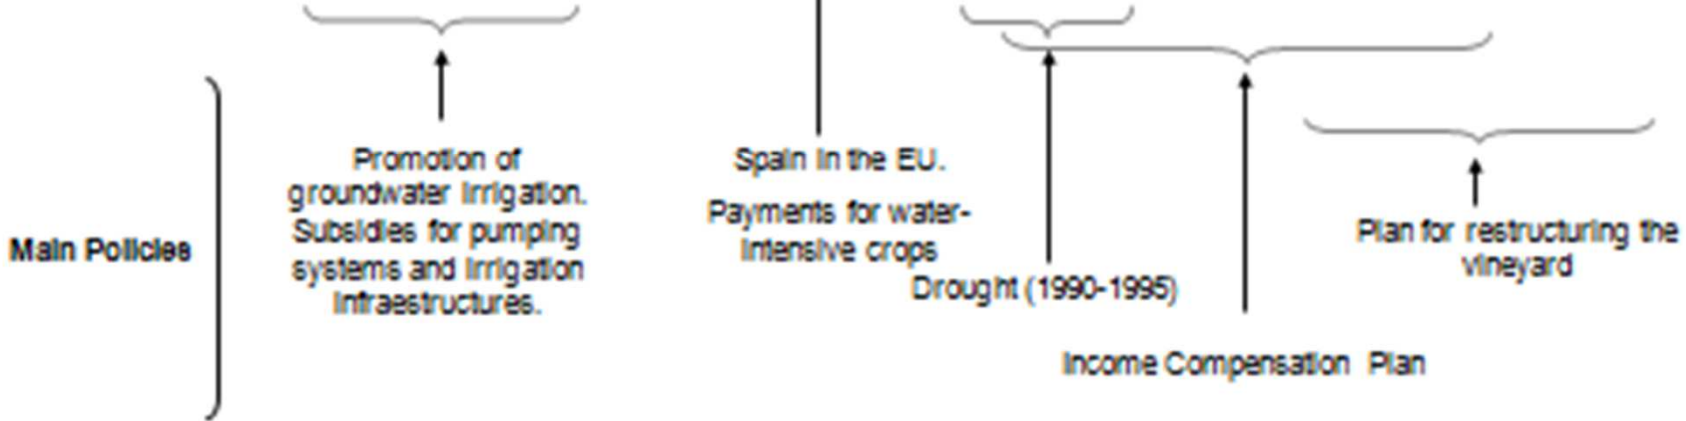 Main Policies
Promotion of
groundwater irrigation.
Subsidies for pumping
systems and irrigation
infraestructures.
Spain in the EU.
Payments for water-
intensive crops
Drought (1990-1995)
Income Compensation Plan
Plan for restructuring the
vineyard